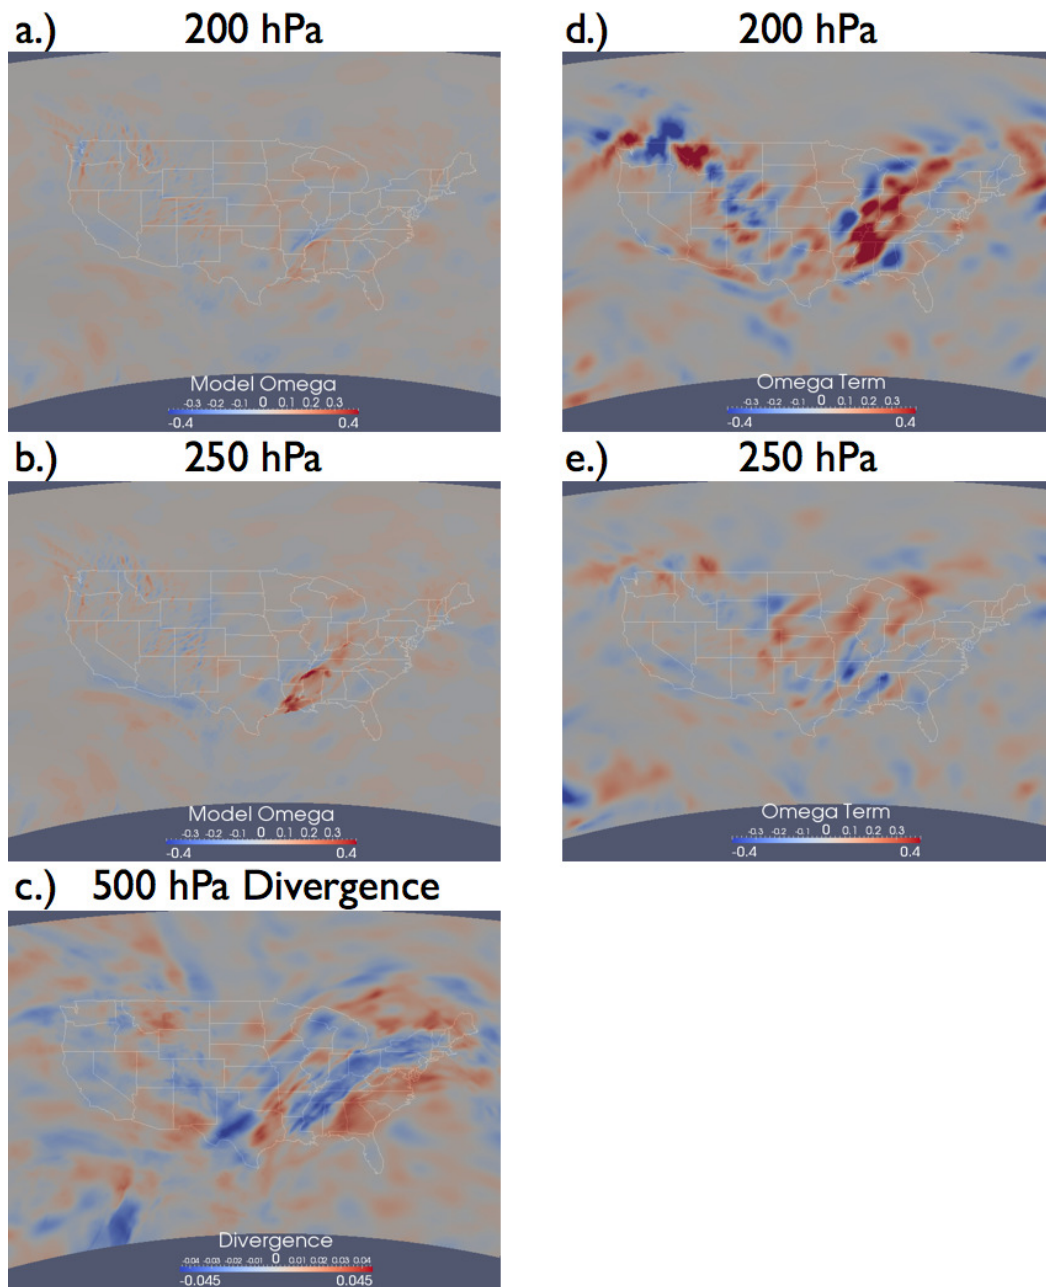 a.) 200 hPa
Model Omega
-0.3 -0.2 -0.1 0 0.1 0.2 0.3
-0.4 0.4
b.) 250 hPa
Model Omega
-0.3 -0.2 -0.1 0 0.1 0.2 0.3
-0.4 0.4
c.) 500 hPa Divergence
Divergence
-0.04 -0.03 -0.02 -0.01 0 0.01 0.02 0.03 0.04
-0.045 0.045
d.) 200 hPa
Omega Term
-0.3 -0.2 -0.1 0 0.1 0.2 0.3
-0.4 0.4
e.) 250 hPa
Omega Term
-0.3 -0.2 -0.1 0 0.1 0.2 0.3
-0.4 0.4